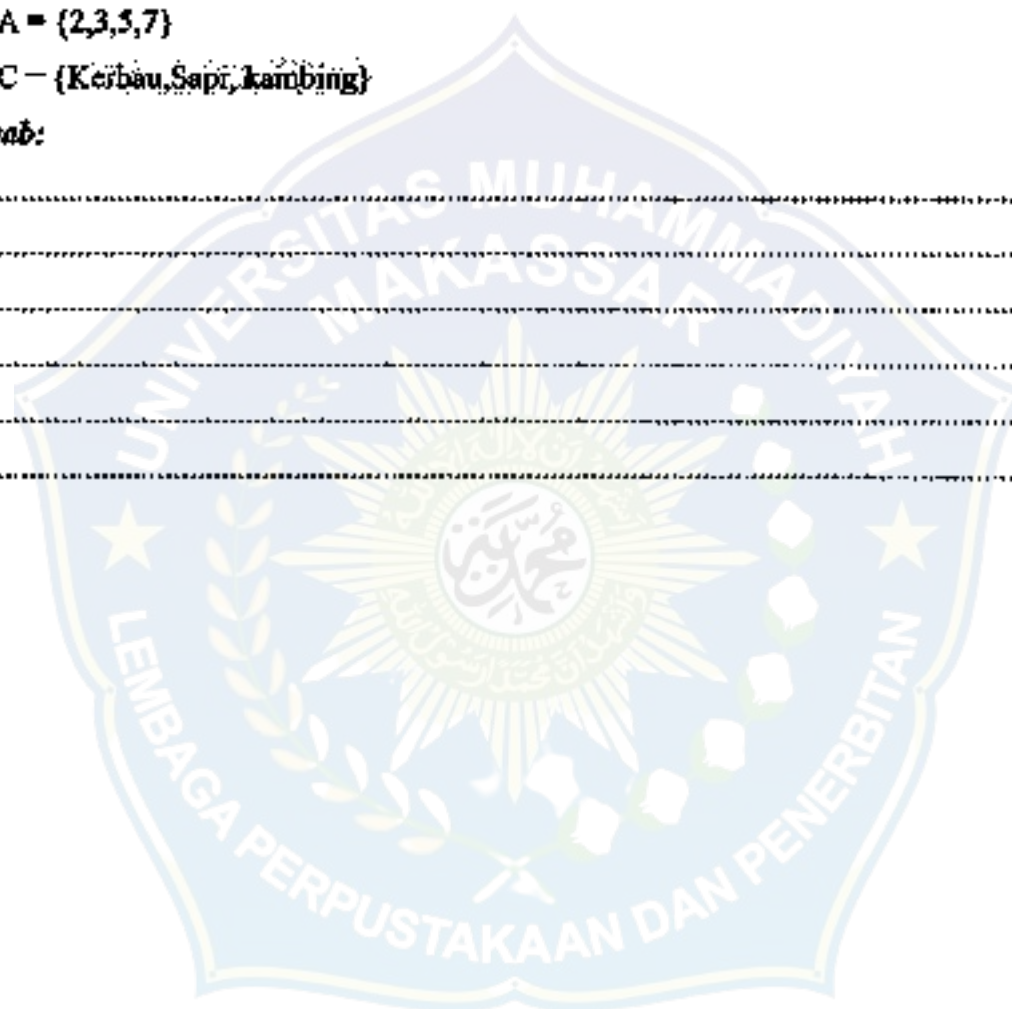 A = {2,3,5,7}
C = {Kerbau,Sapi,kambing}
ab:
UNIVERSITAS MUHAMMADIYAH
MAKASSAR
LEMBAGA PERPUSTAKAAN DAN PENERBITAN